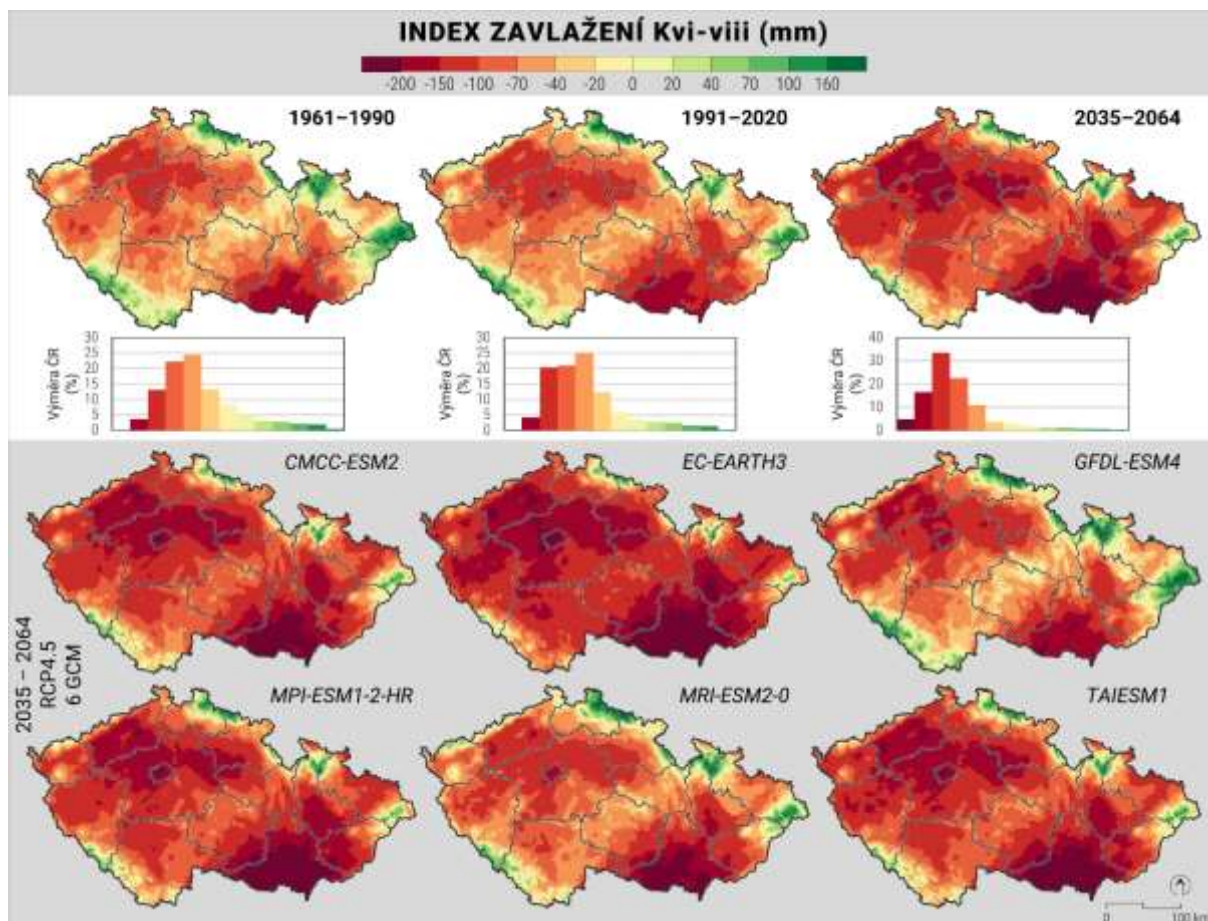 INDEX ZAVLAŽENÍ Kvi-viii (mm)
-200 -150 -100 -70 -40 -20 0 20 40 70 100 160
1961–1990
1991–2020
2035–2064
Výměra ČR
(%)
30
25
20
15
10
5
0
Výměra ČR
(%)
30
25
20
15
10
5
0
Výměra ČR
(%)
40
30
20
10
0
CMCC-ESM2
EC-EARTH3
GFDL-ESM4
2035 – 2064
RCP4.5
6 GCM
MPI-ESM1-2-HR
MRI-ESM2-0
TAIESM1
0 100 km